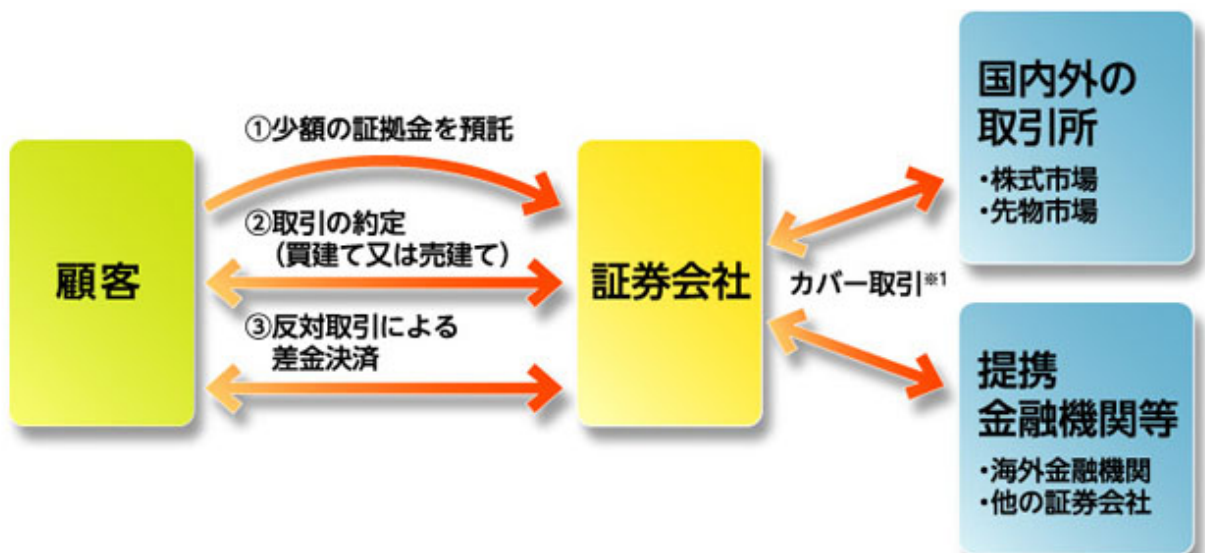 顧客
①少額の証拠金を預託
②取引の約定
(買建て又は売建て)
③反対取引による
差金決済
証券会社
カバー取引※1
国内外の
取引所
・株式市場
・先物市場
提携
金融機関等
・海外金融機関
・他の証券会社